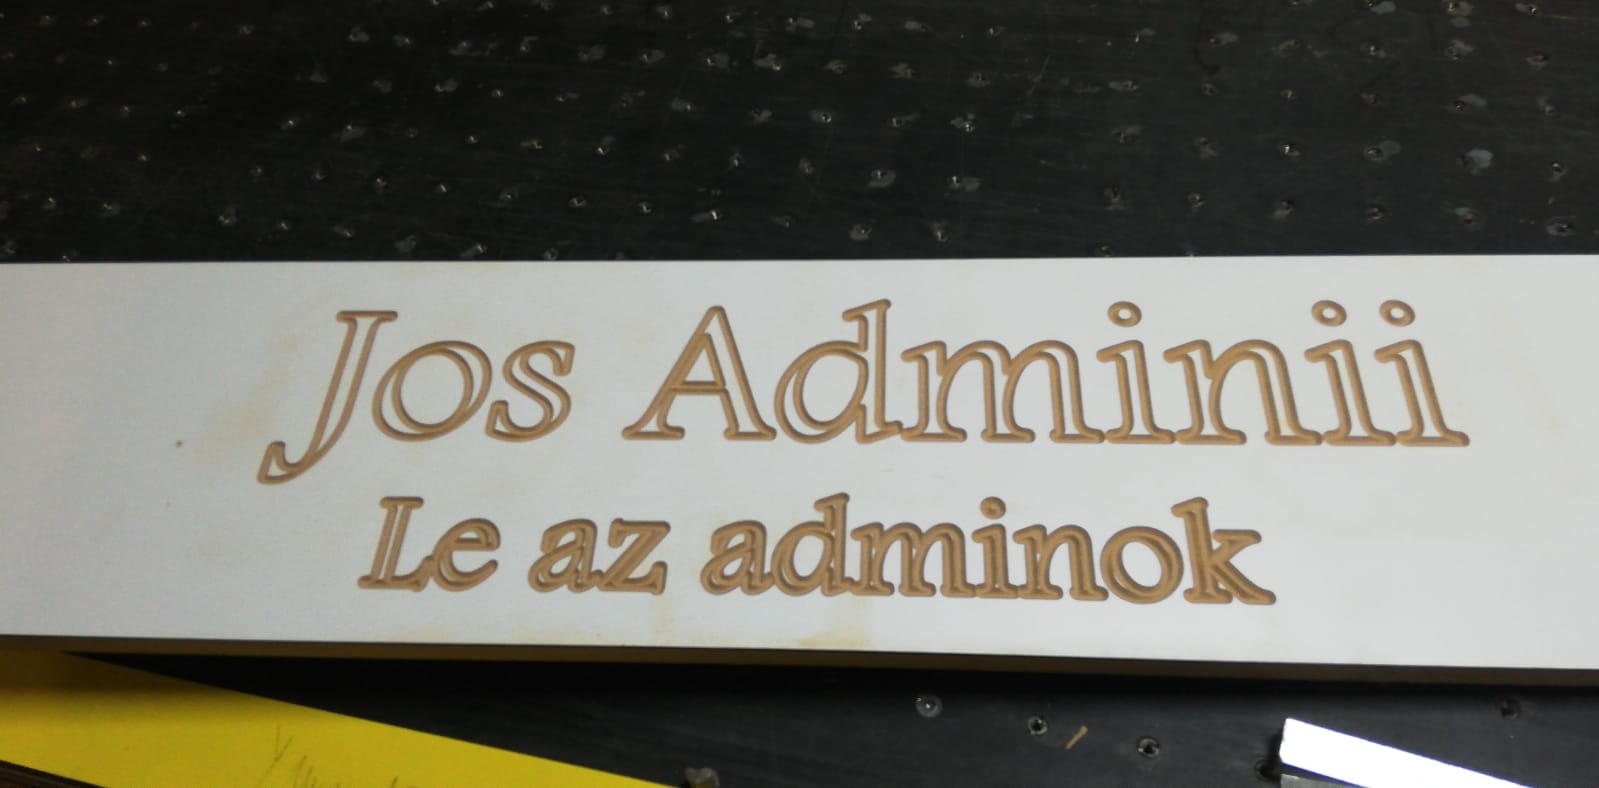 Jos Adminii
Le az adminok